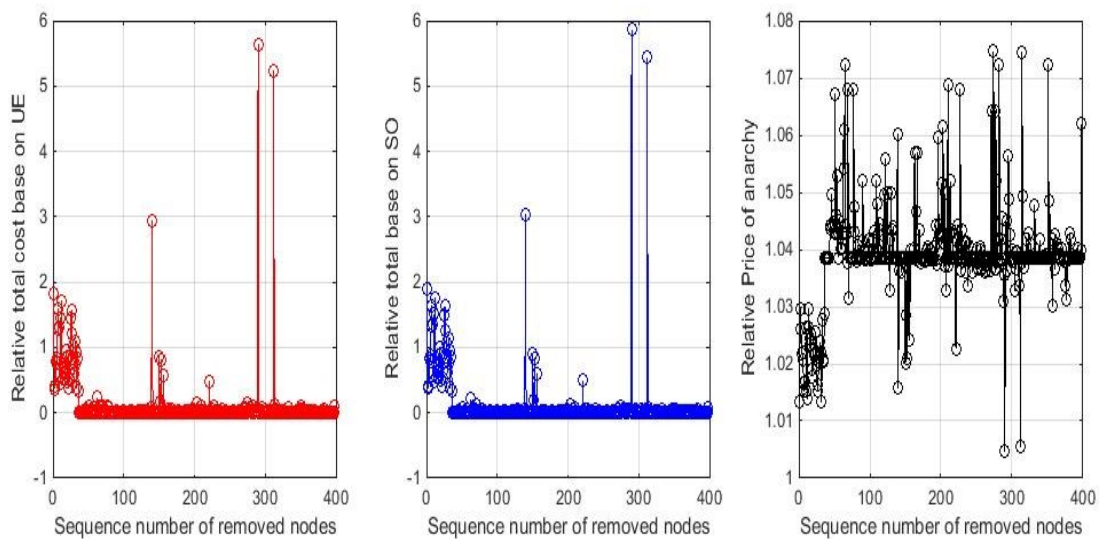 Relative total cost base on UE
6
5
4
3
2
1
0
-1
0 100 200 300 400
Sequence number of removed nodes
Relative total base on SO
6
5
4
3
2
1
0
-1
0 100 200 300 400
Sequence number of removed nodes
Relative Price of anarchy
1.08
1.07
1.06
1.05
1.04
1.03
1.02
1.01
1
0 100 200 300 400
Sequence number of removed nodes